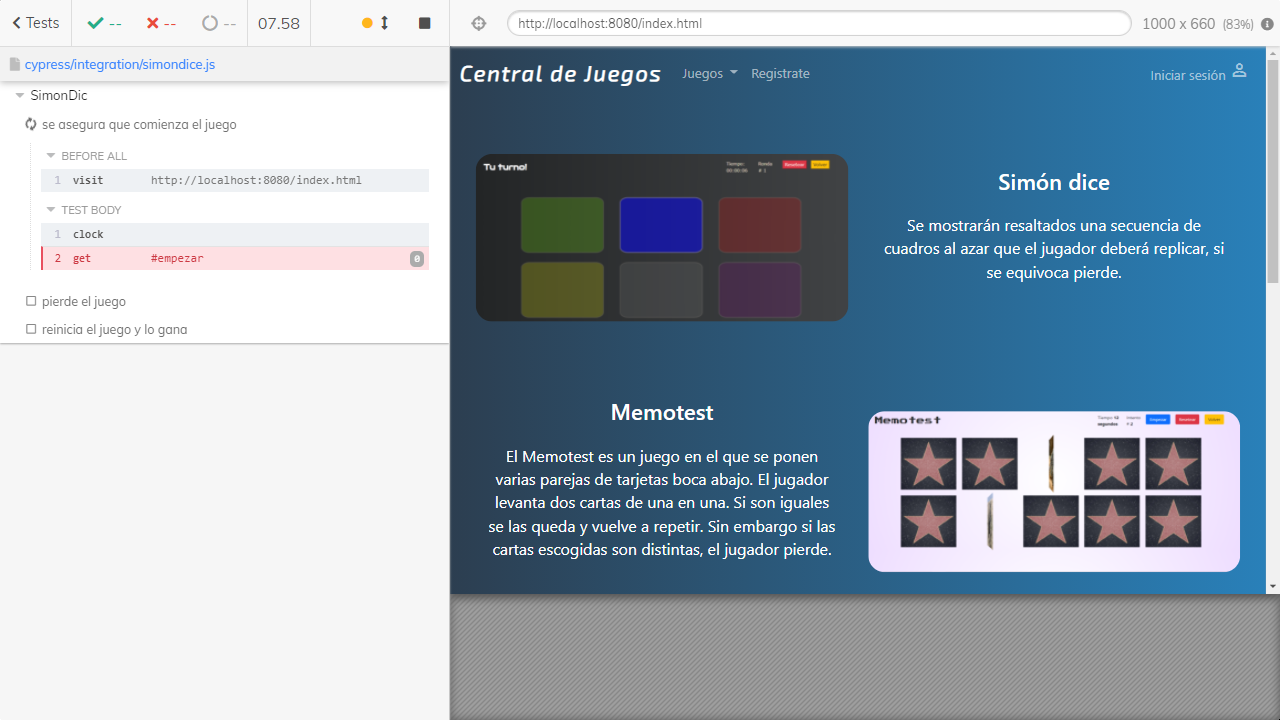 Tests
--
--
--
07.58
http://localhost:8080/index.html
1000 x 660 (83%)
cypress/integration/simondice.js
SimonDic
se asegura que comienza el juego
BEFORE ALL
1 visit http://localhost:8080/index.html
TEST BODY
1 clock
2 get #empezar 0
pierde el juego
reinicia el juego y lo gana
Central de Juegos
Juegos
Registrate
Iniciar sesión
Tu turno!
Tiempo:
00:00:06
Ronda
# 1
Simón dice
Se mostrarán resaltados una secuencia de
cuadros al azar que el jugador deberá replicar, si
se equivoca pierde.
Memotest
El Memotest es un juego en el que se ponen
varias parejas de tarjetas boca abajo. El jugador
levanta dos cartas de una en una. Si son iguales
se las queda y vuelve a repetir. Sin embargo si las
cartas escogidas son distintas, el jugador pierde.
Memotest
segundos